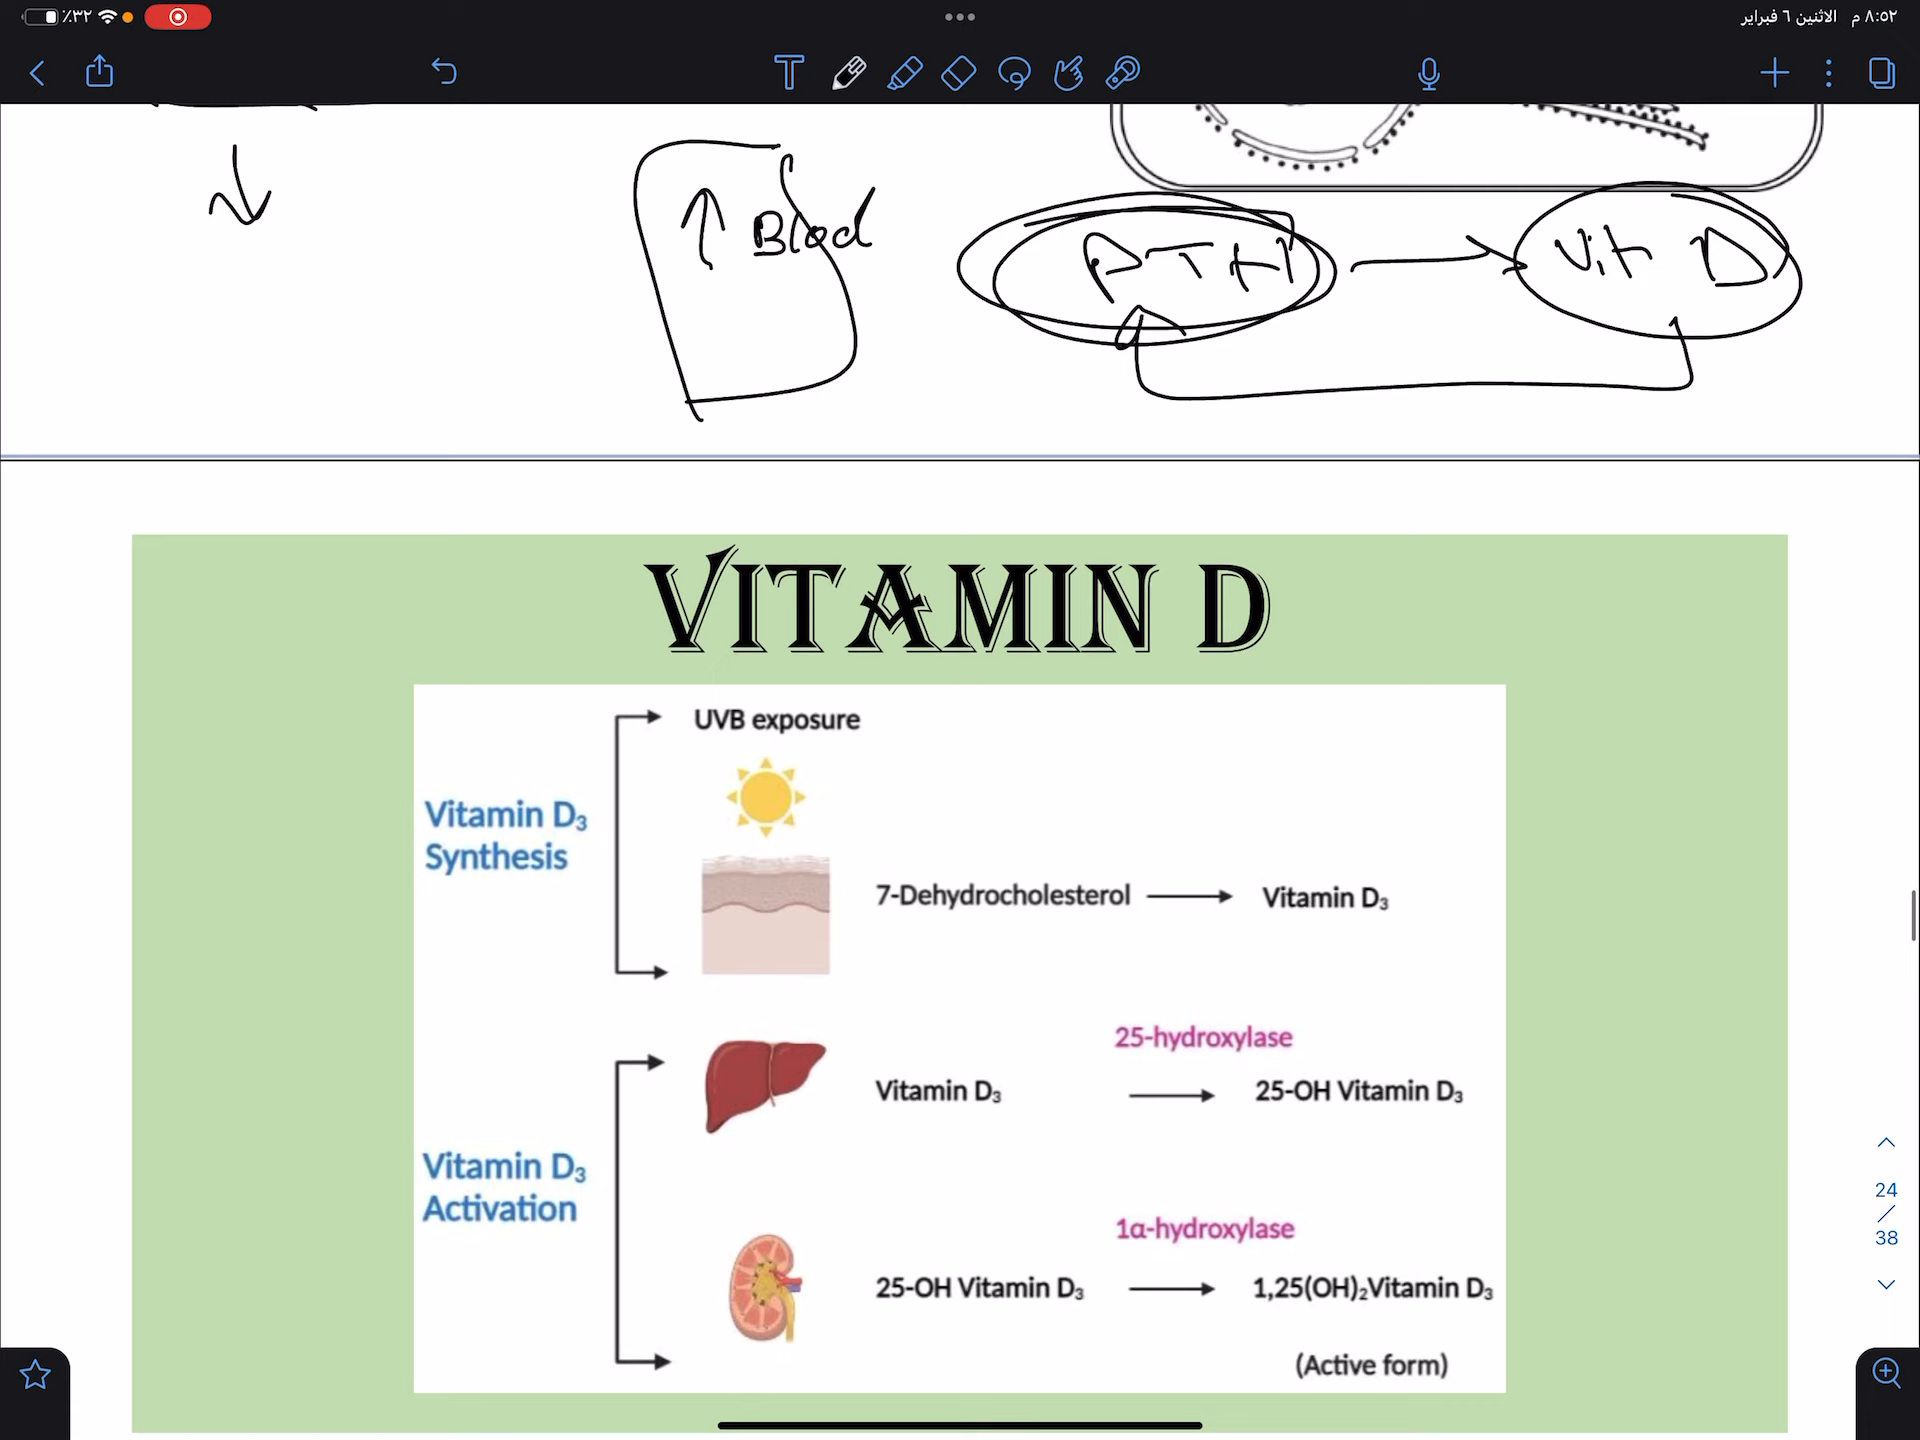 ٪٣٢
٨:٥٢ م الاثنين ٦ فبراير
↑ Blod
PTH → Vit D
VITAMIN D
UVB exposure
Vitamin D₃
Synthesis
7-Dehydrocholesterol → Vitamin D₃
25-hydroxylase
Vitamin D₃ → 25-OH Vitamin D₃
Vitamin D₃
Activation
1α-hydroxylase
25-OH Vitamin D₃ → 1,25(OH)₂Vitamin D₃
(Active form)
24
/
38